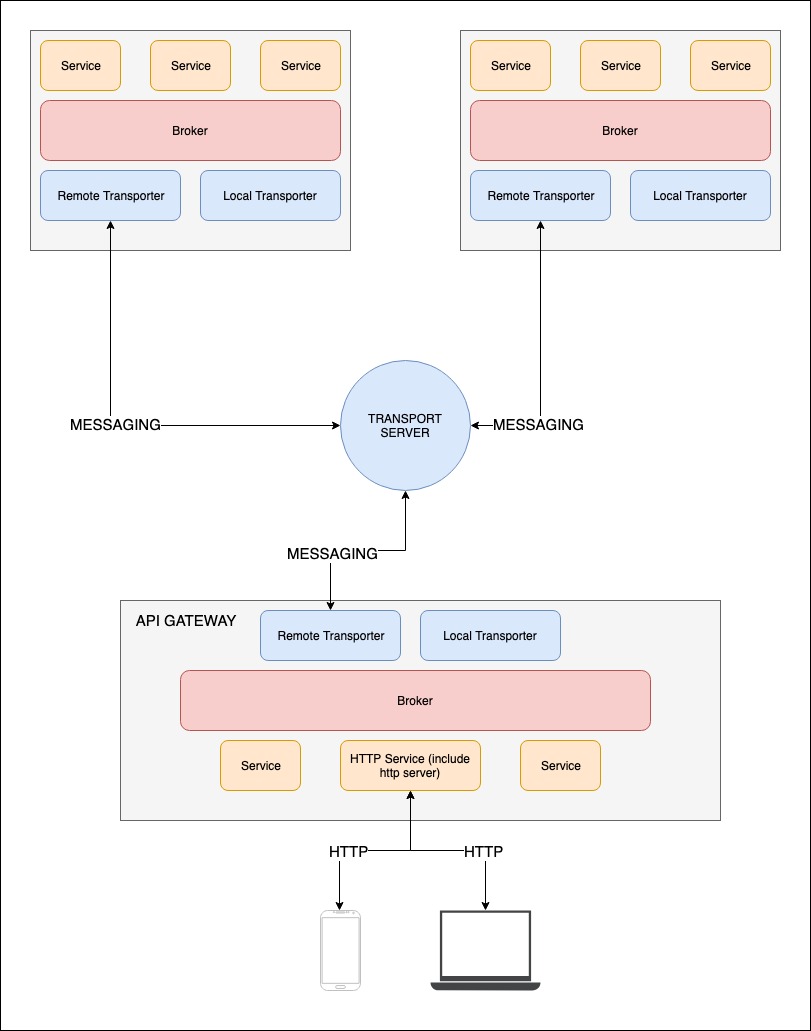 Service
Service
Service
Broker
Remote Transporter
Local Transporter
Service
Service
Service
Broker
Remote Transporter
Local Transporter
MESSAGING
TRANSPORT
SERVER
MESSAGING
MESSAGING
API GATEWAY
Remote Transporter
Local Transporter
Broker
Service
HTTP Service (include
http server)
Service
HTTP
HTTP